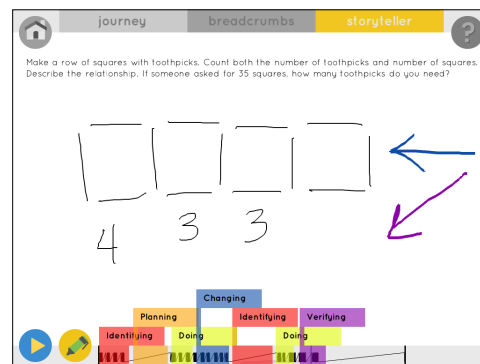 journey breadcrumbs storyteller ?
Make a row of squares with toothpicks. Count both the number of toothpicks and number of squares.
Describe the relationship. If someone asked for 35 squares, how many toothpicks do you need?
4 3 3
Changing
Planning Identifying Verifying
Identifying Doing Doing